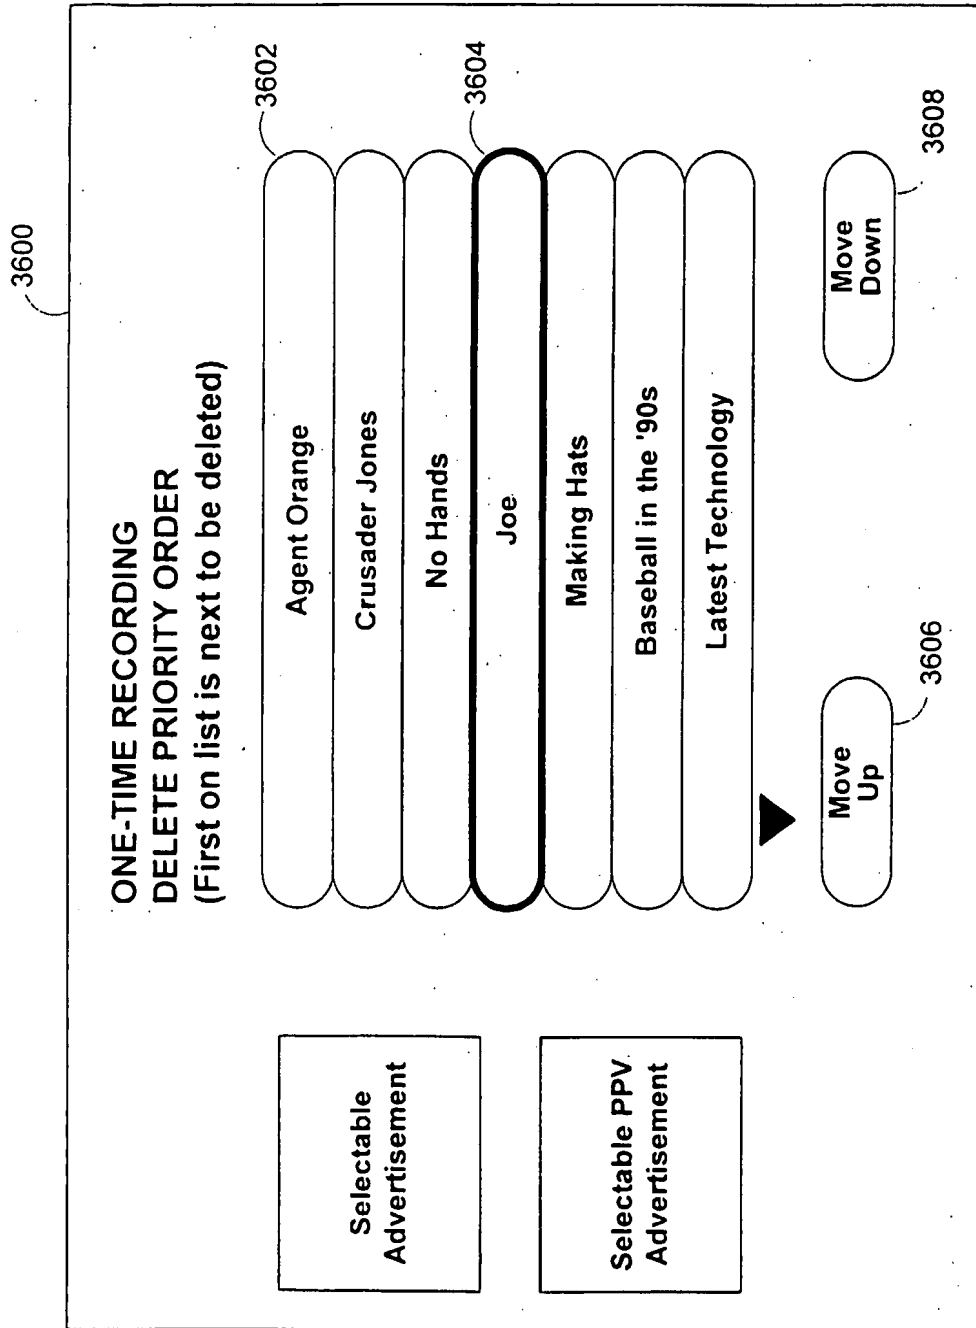 3600
ONE-TIME RECORDING
DELETE PRIORITY ORDER
(First on list is next to be deleted)
3602
Agent Orange
Crusader Jones
No Hands
3604
Joe
Making Hats
Baseball in the '90s
Latest Technology
Selectable
Advertisement
Selectable PPV
Advertisement
Move
Up
3606
Move
Down
3608